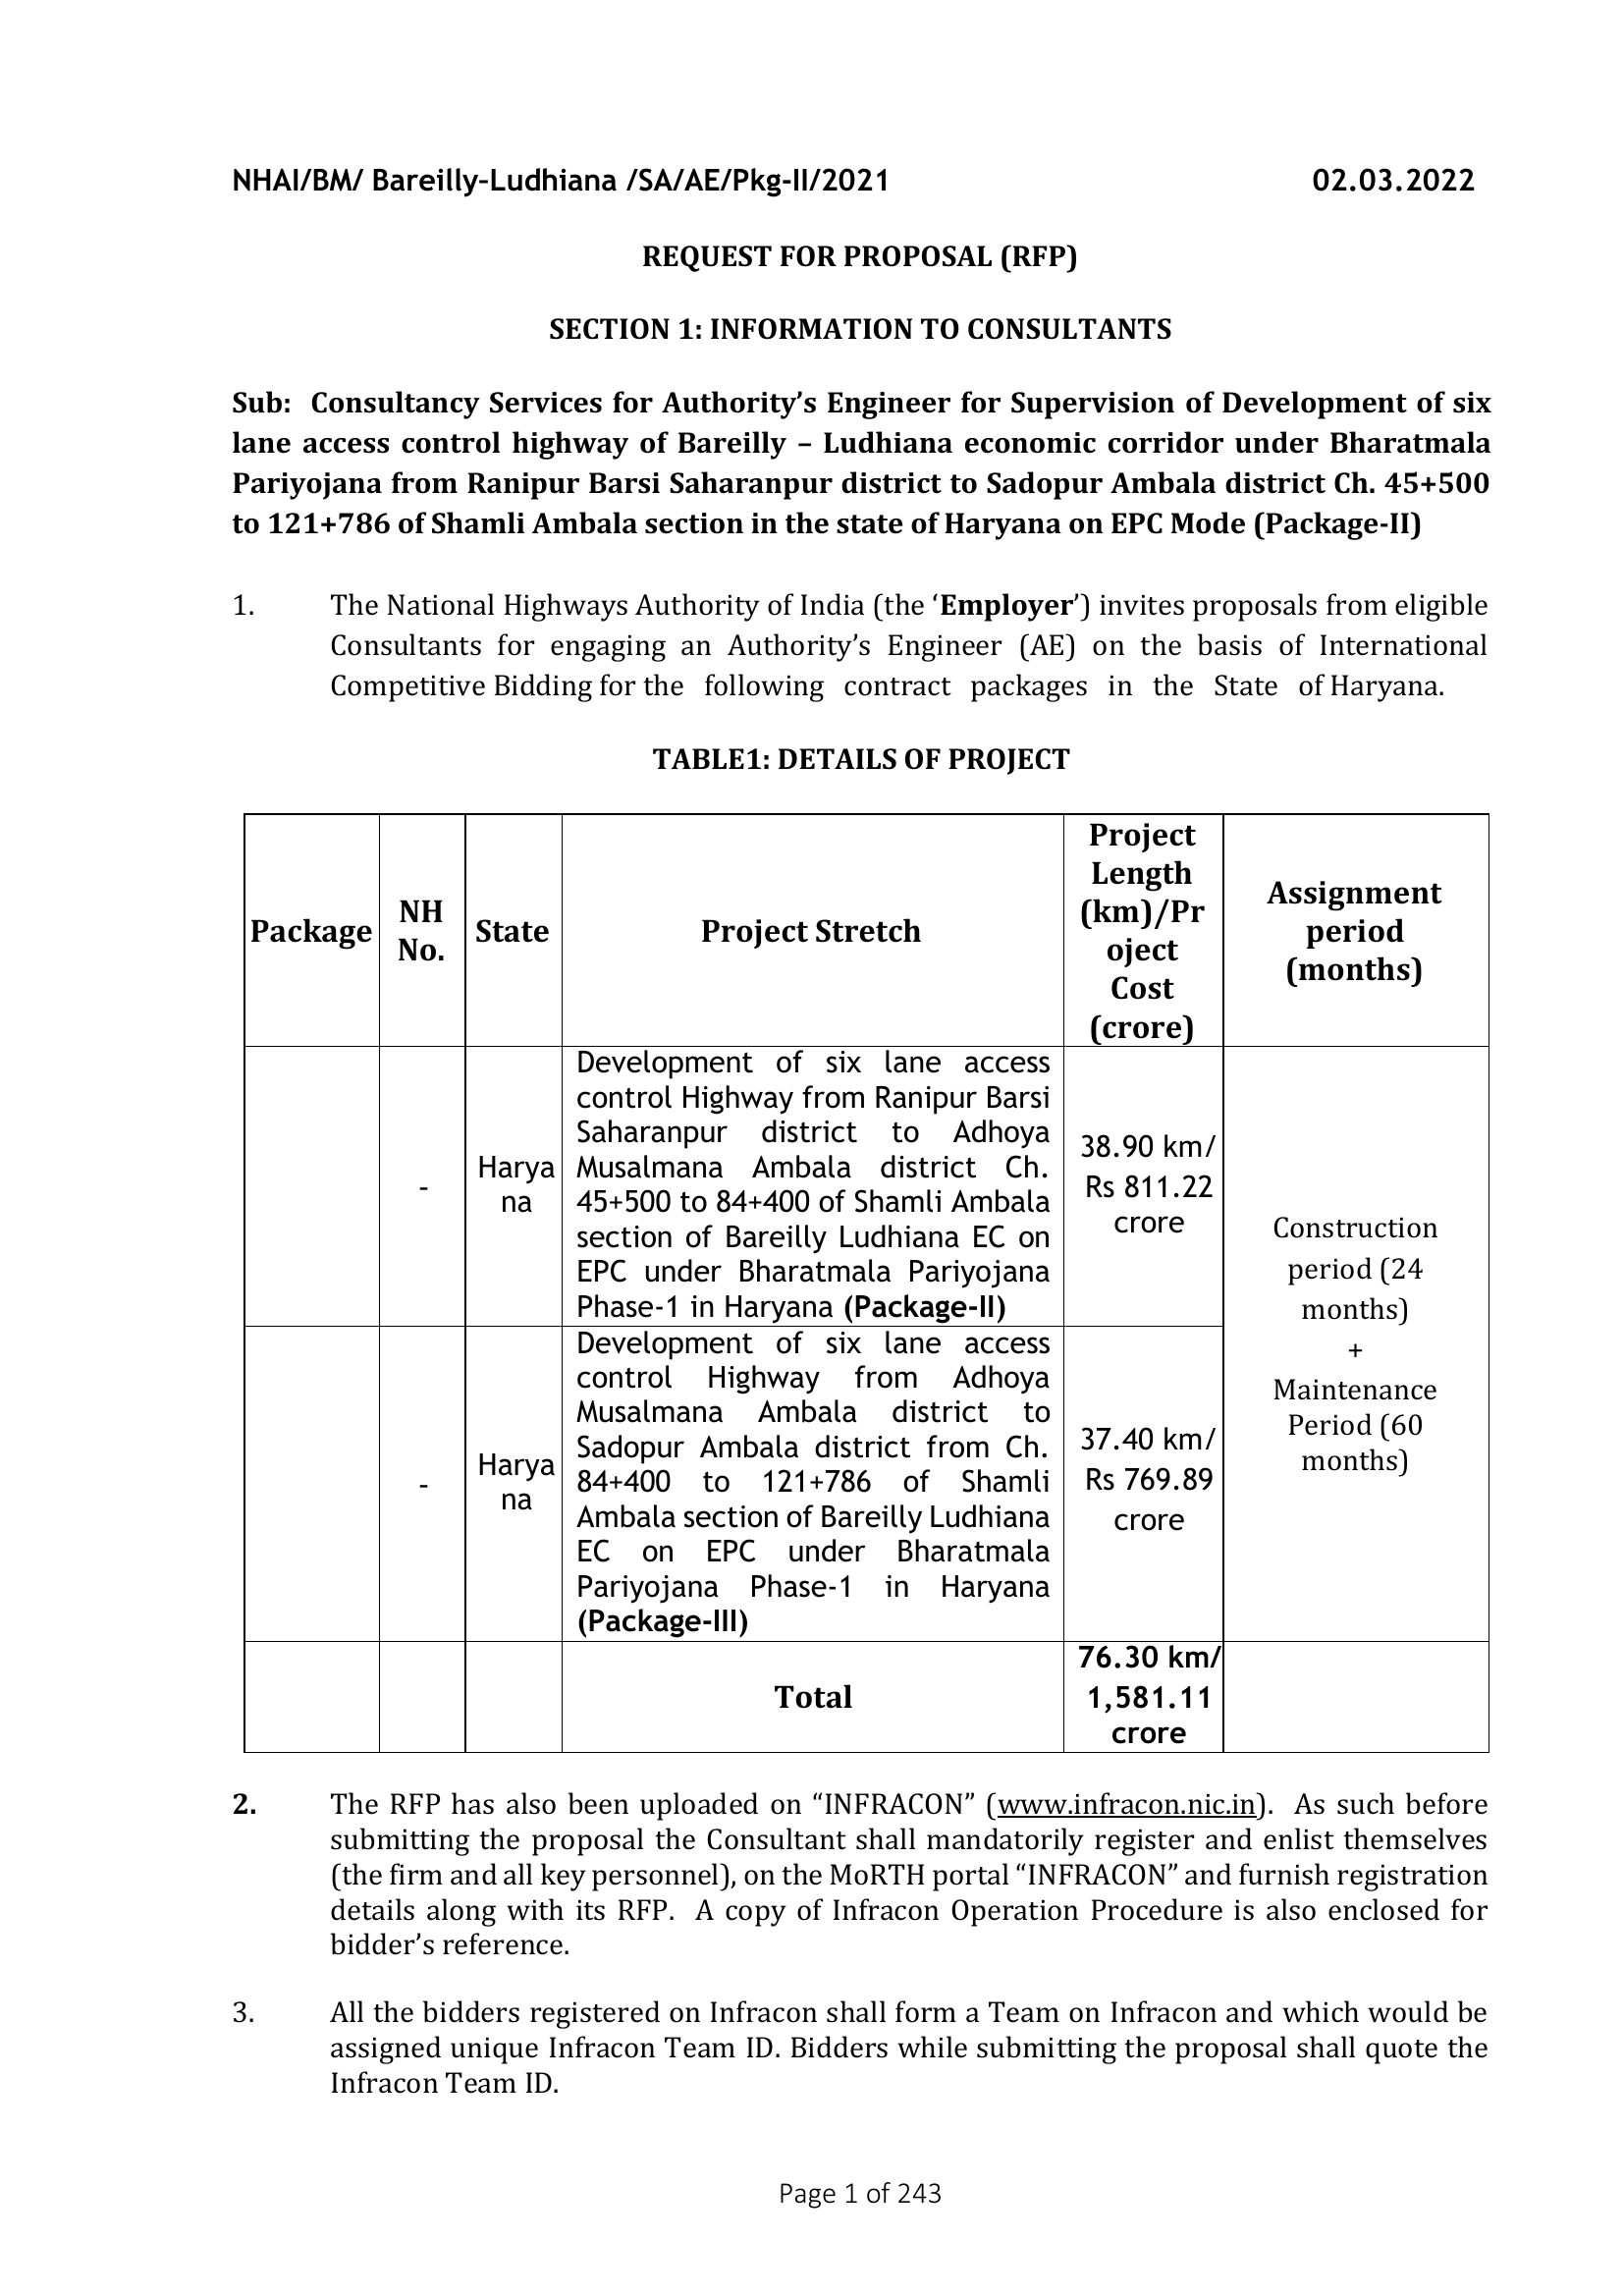 NHAI/BM/ Bareilly–Ludhiana /SA/AE/Pkg-II/2021 02.03.2022
REQUEST FOR PROPOSAL (RFP)
SECTION 1: INFORMATION TO CONSULTANTS
Sub: Consultancy Services for Authority’s Engineer for Supervision of Development of six
lane access control highway of Bareilly – Ludhiana economic corridor under Bharatmala
Pariyojana from Ranipur Barsi Saharanpur district to Sadopur Ambala district Ch. 45+500
to 121+786 of Shamli Ambala section in the state of Haryana on EPC Mode (Package-II)
1. The National Highways Authority of India (the ‘Employer’) invites proposals from eligible
Consultants for engaging an Authority’s Engineer (AE) on the basis of International
Competitive Bidding for the following contract packages in the State of Haryana.
TABLE1: DETAILS OF PROJECT
Package
NH
No.
State
Project Stretch
Project
Length
(km)/Pr
oject
Cost
(crore)
Assignment
period
(months)
-
Harya
na
Development of six lane access
control Highway from Ranipur Barsi
Saharanpur district to Adhoya
Musalmana Ambala district Ch.
45+500 to 84+400 of Shamli Ambala
section of Bareilly Ludhiana EC on
EPC under Bharatmala Pariyojana
Phase-1 in Haryana (Package-II)
38.90 km/
Rs 811.22
crore
Construction
period (24
months)
+
Maintenance
Period (60
months)
-
Harya
na
Development of six lane access
control Highway from Adhoya
Musalmana Ambala district to
Sadopur Ambala district from Ch.
84+400 to 121+786 of Shamli
Ambala section of Bareilly Ludhiana
EC on EPC under Bharatmala
Pariyojana Phase-1 in Haryana
(Package-III)
37.40 km/
Rs 769.89
crore
Total
76.30 km/
1,581.11
crore
2. The RFP has also been uploaded on “INFRACON” (www.infracon.nic.in). As such before
submitting the proposal the Consultant shall mandatorily register and enlist themselves
(the firm and all key personnel), on the MoRTH portal “INFRACON” and furnish registration
details along with its RFP. A copy of Infracon Operation Procedure is also enclosed for
bidder’s reference.
3. All the bidders registered on Infracon shall form a Team on Infracon and which would be
assigned unique Infracon Team ID. Bidders while submitting the proposal shall quote the
Infracon Team ID.
Page 1 of 243